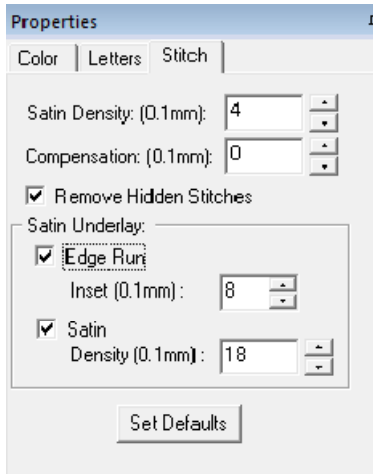 Properties
Color Letters Stitch
Satin Density: (0.1mm): 4
Compensation: (0.1mm): 0
Remove Hidden Stitches
Satin Underlay:
Edge Run
Inset (0.1mm) : 8
Satin
Density (0.1mm) : 18
Set Defaults